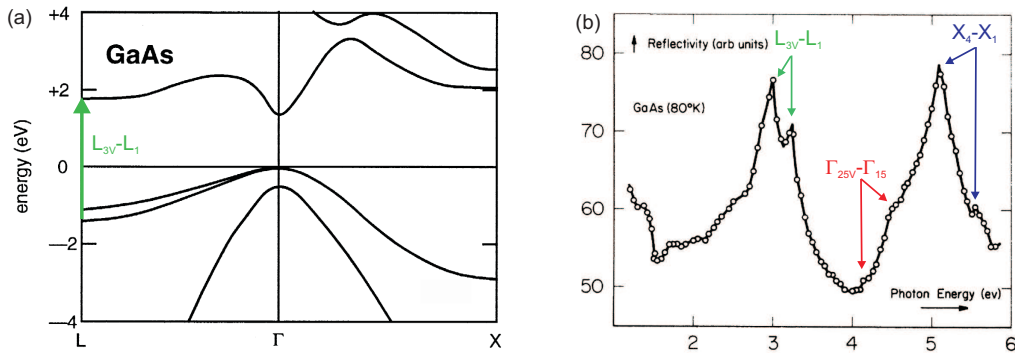 (a)
GaAs
energy (eV)
+4
+2
0
−2
−4
L₃ᵥ-L₁
L
Γ
X
(b)
Reflectivity (arb units)
GaAs (80°K)
L₃ᵥ-L₁
X₄-X₁
Γ₂₅ᵥ-Γ₁₅
80
70
60
50
Photon Energy (ev)
2
3
4
5
6